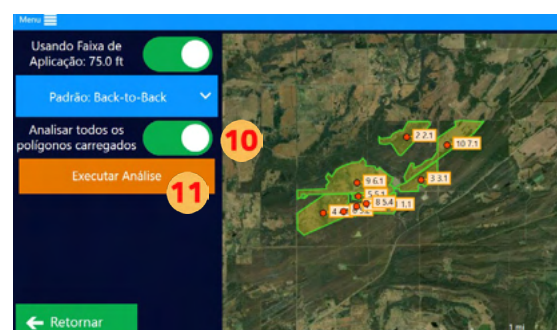 Menu
Usando Faixa de
Aplicação: 75.0 ft
Padrão: Back-to-Back
Analisar todos os
polígonos carregados
10
Executar Análise
11
Retornar
2 2.1
10 7.1
9 6.1
3 3.1
5 5.1
8 5.4
1.1
1 mi